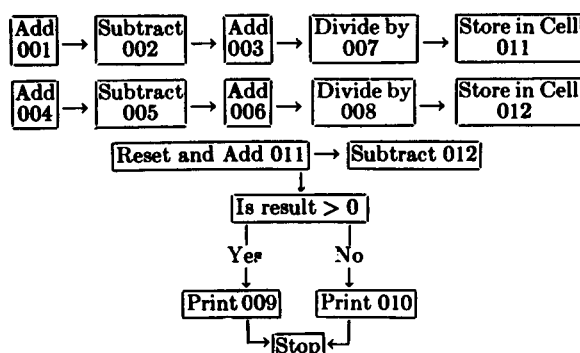 Add Subtract Add Divide by Store in Cell
001 → 002 → 003 → 007 → 011
Add Subtract Add Divide by Store in Cell
004 → 005 → 006 → 008 → 012
Reset and Add 011 → Subtract 012
Is result > 0
Yes No
Print 009 Print 010
Stop